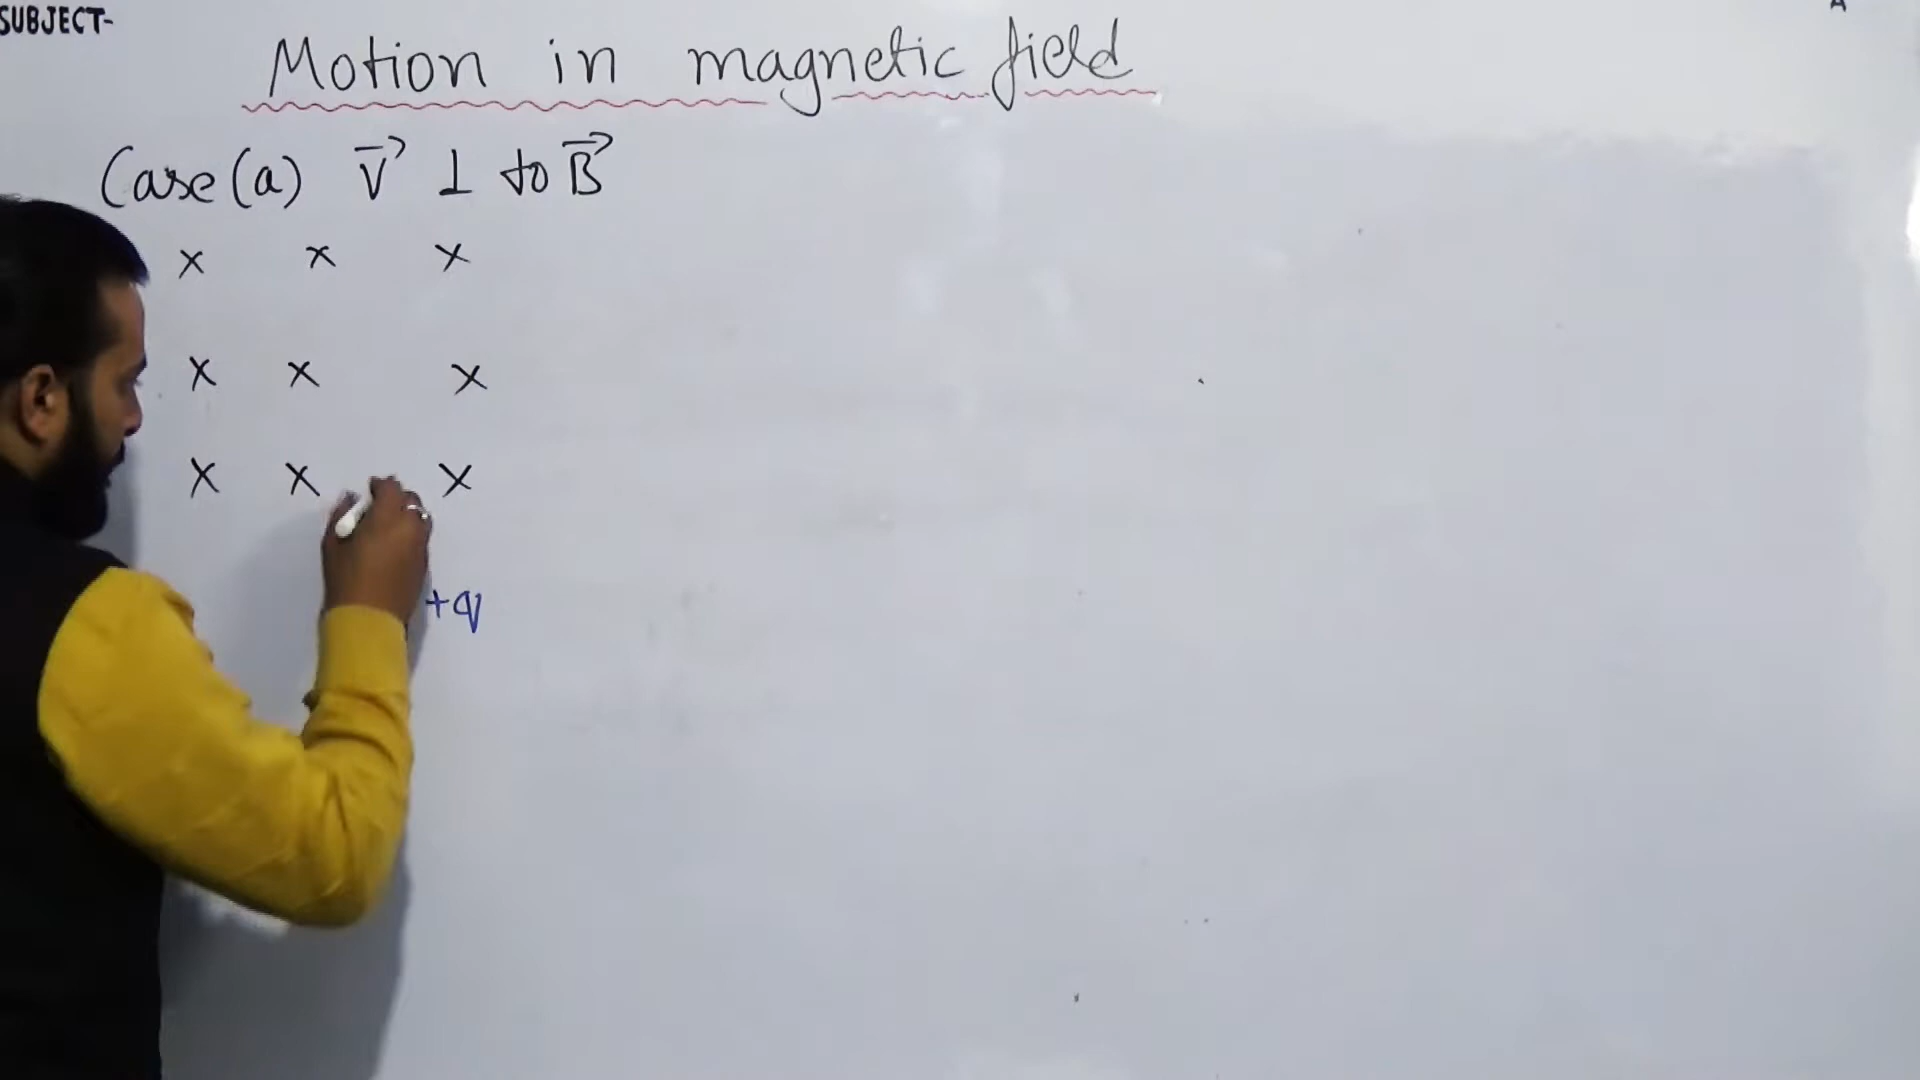 SUBJECT-
Motion in magnetic field
Case (a) V⃗ ⊥ to B⃗
x x x
x x x
x x x
+q